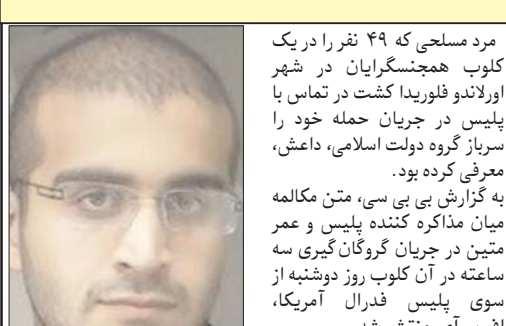 مرد مسلحی که ۴۹ نفر را در یک
کلوب همجنسگرایان در شهر
اورلاندو فلوریدا کشت در تماس با
پلیس در جریان حمله خود را
سرباز گروه دولت اسلامی، داعش،
معرفی کرده بود.
به گزارش بی بی سی، متن مکالمه
میان مذاکره کننده پلیس و عمر
متین در جریان گروگان‌گیری سه
ساعته در آن کلوب روز دوشنبه از
سوی پلیس فدرال آمریکا،